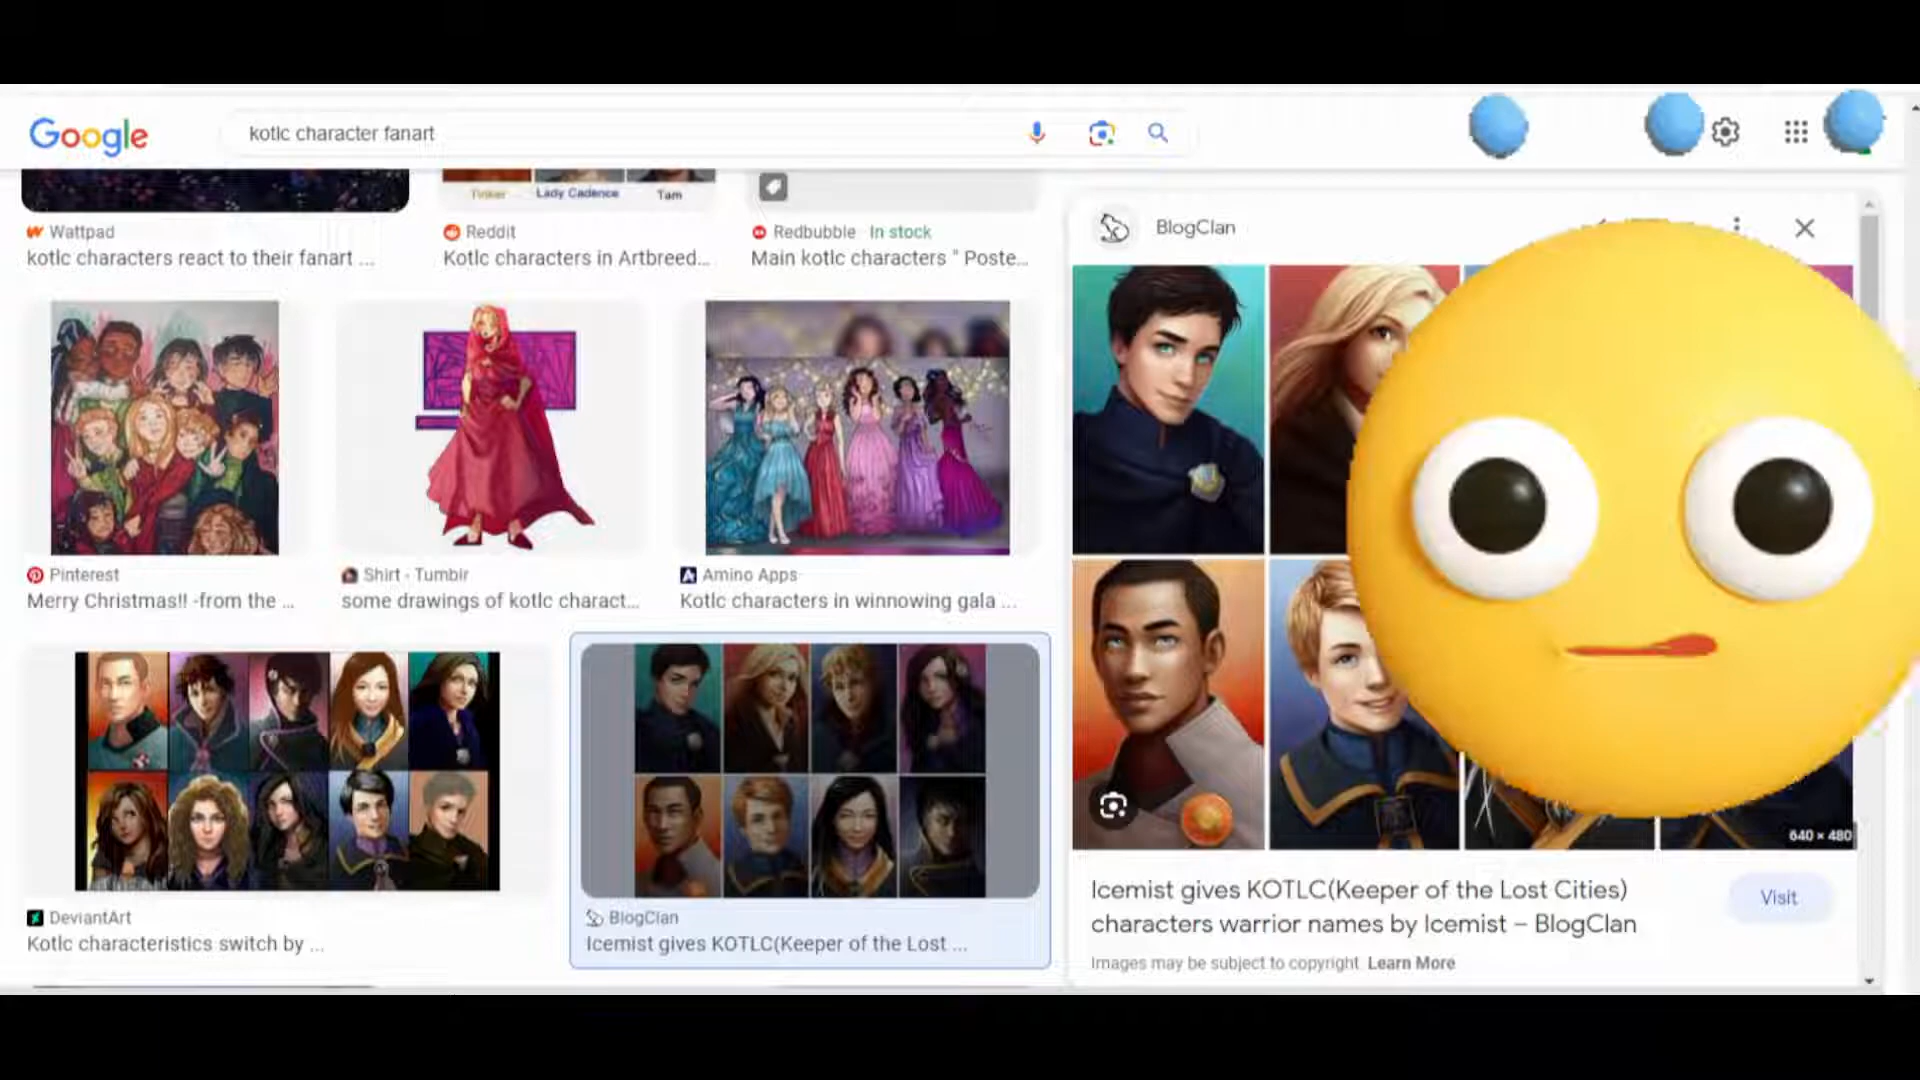 Google
kotlc character fanart
Tinker
Lady Cadence
Tam
Wattpad
kotlc characters react to their fanart ...
Reddit
Kotlc characters in Artbreed...
Redbubble In stock
Main kotlc characters " Poste...
BlogClan
Pinterest
Merry Christmas!! -from the ...
Shirt - Tumblr
some drawings of kotlc charact...
Amino Apps
Kotlc characters in winnowing gala ...
DeviantArt
Kotlc characteristics switch by ...
BlogClan
Icemist gives KOTLC(Keeper of the Lost ...
640 × 480
Icemist gives KOTLC(Keeper of the Lost Cities)
characters warrior names by Icemist – BlogClan
Visit
Images may be subject to copyright. Learn More